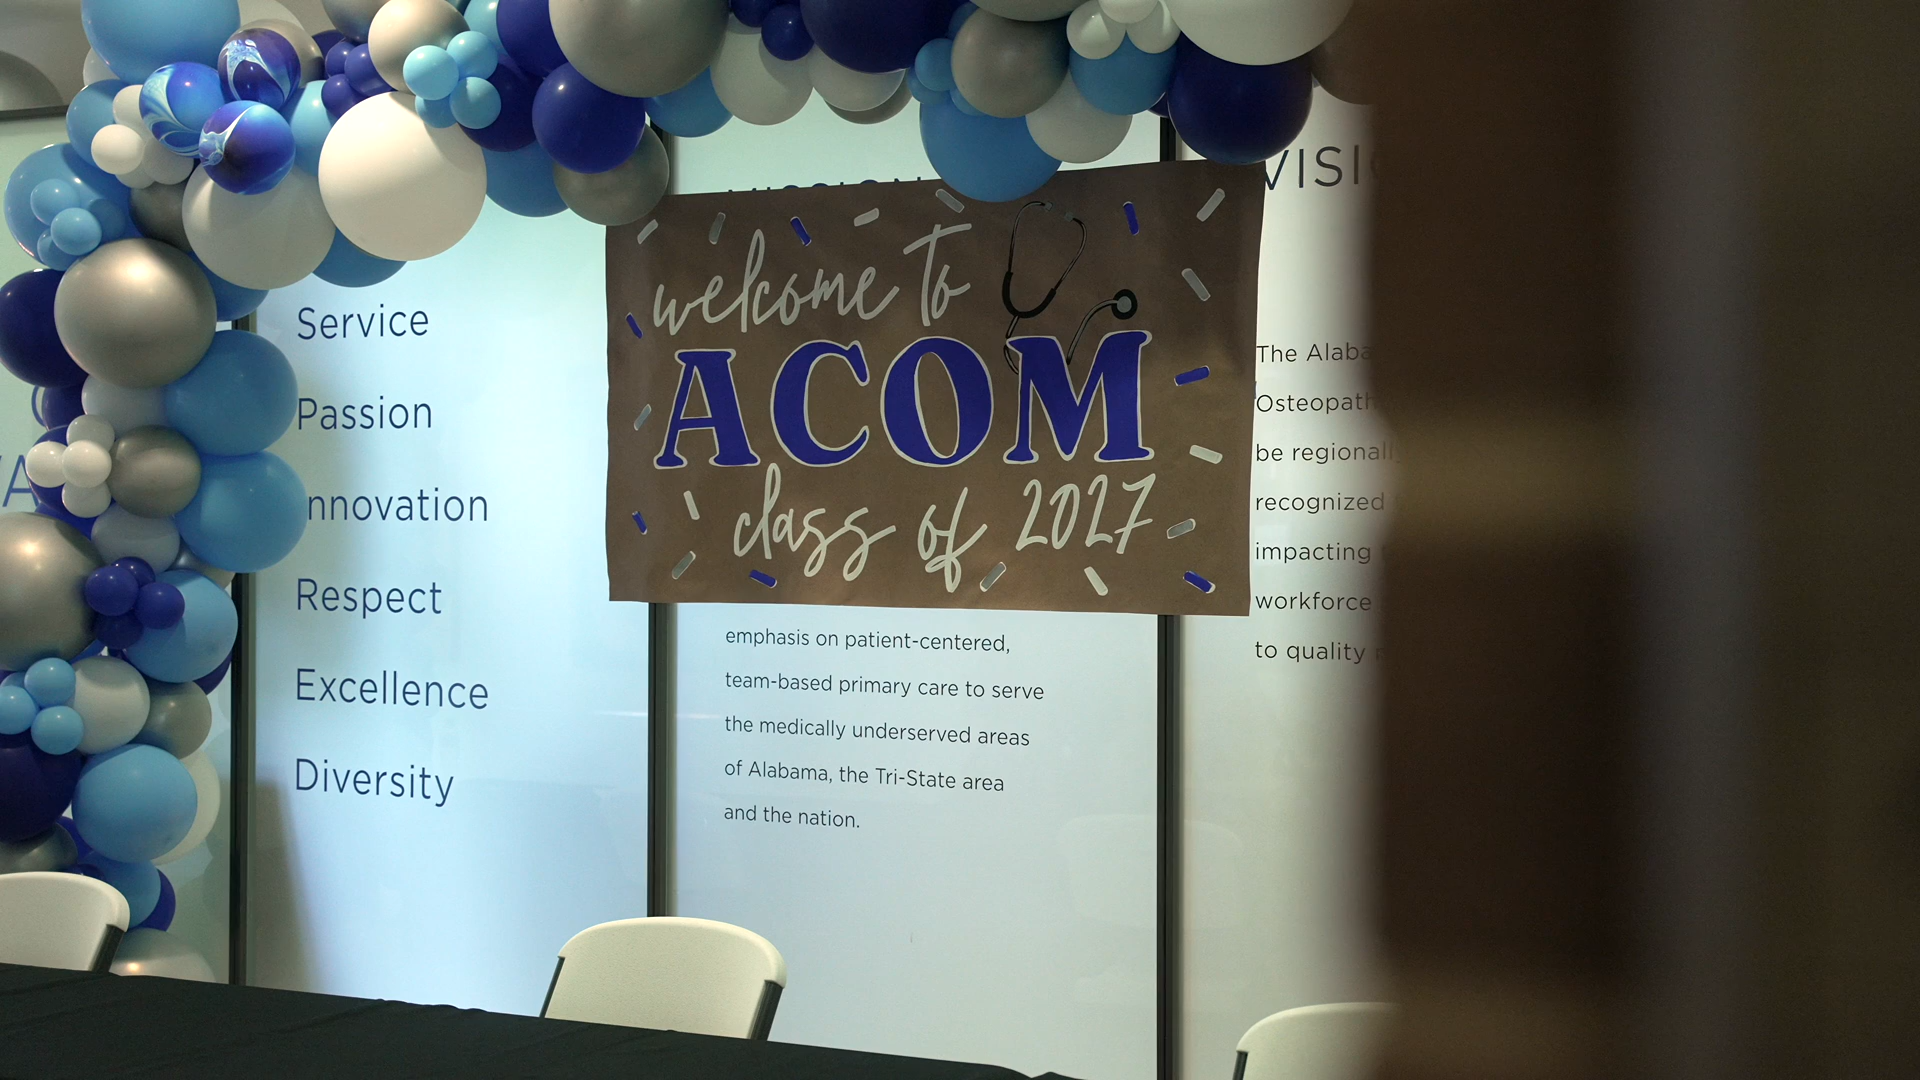 Service
Passion
nnovation
Respect
Excellence
Diversity
MISSION
welcome to
ACOM
class of 2027
emphasis on patient-centered,
team-based primary care to serve
the medically underserved areas
of Alabama, the Tri-State area
and the nation.
VISI
The Alaba
Osteopath
be regionall
recognized
impacting
workforce
to quality